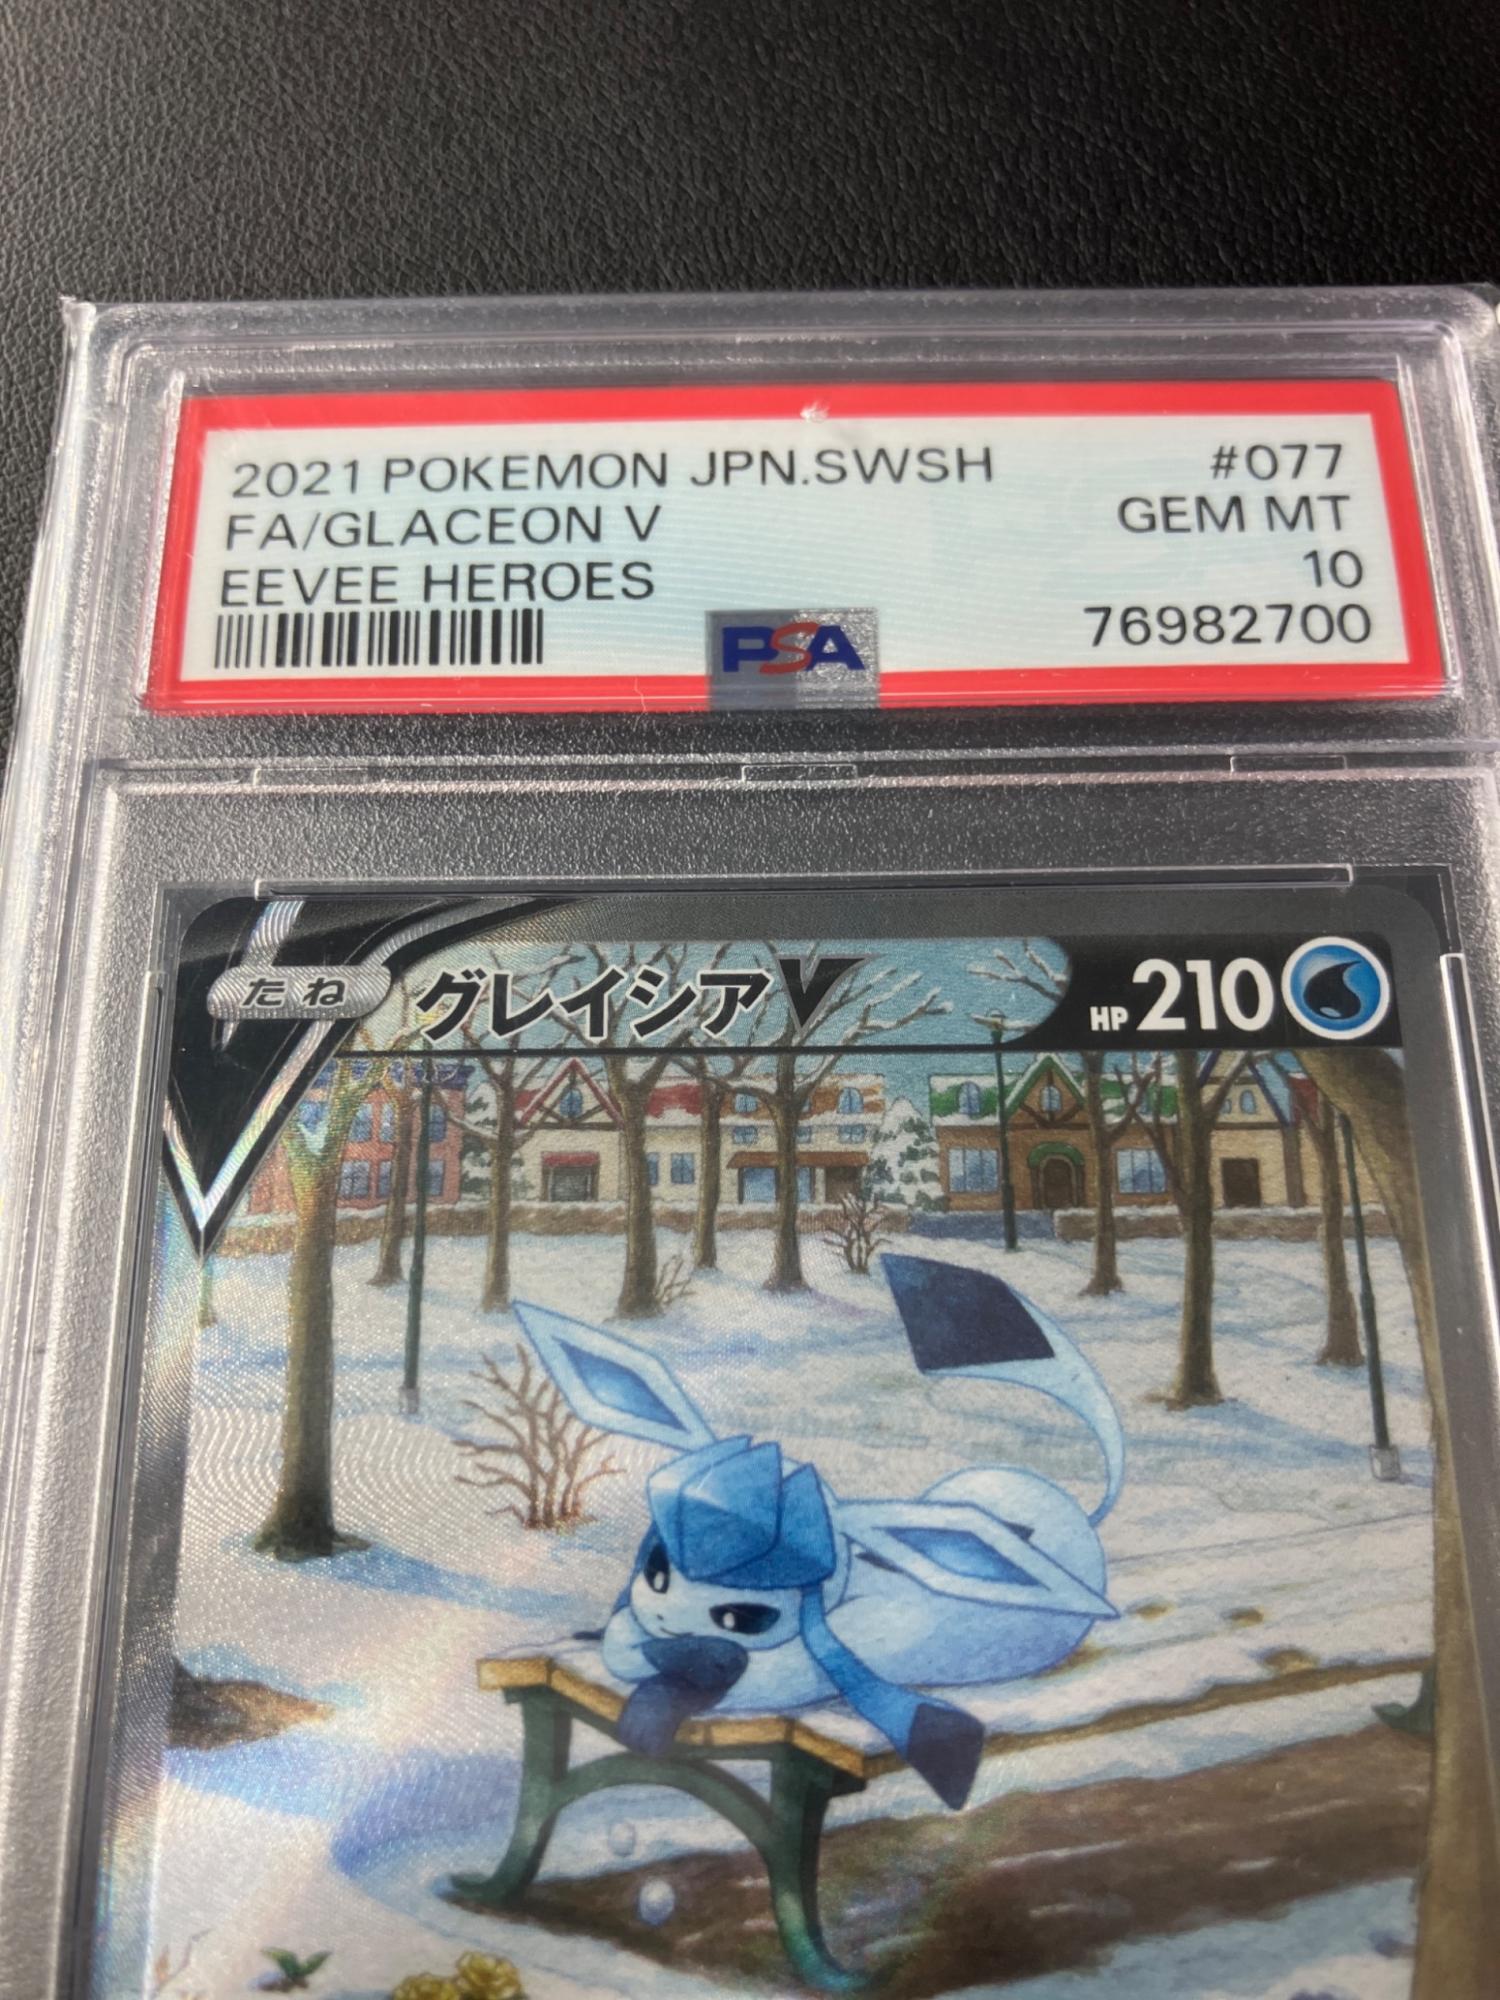 2021 POKEMON JPN.SWSH #077
FA/GLACEON V GEM MT
EEVEE HEROES 10
PSA 76982700
たね グレイシアV HP 210